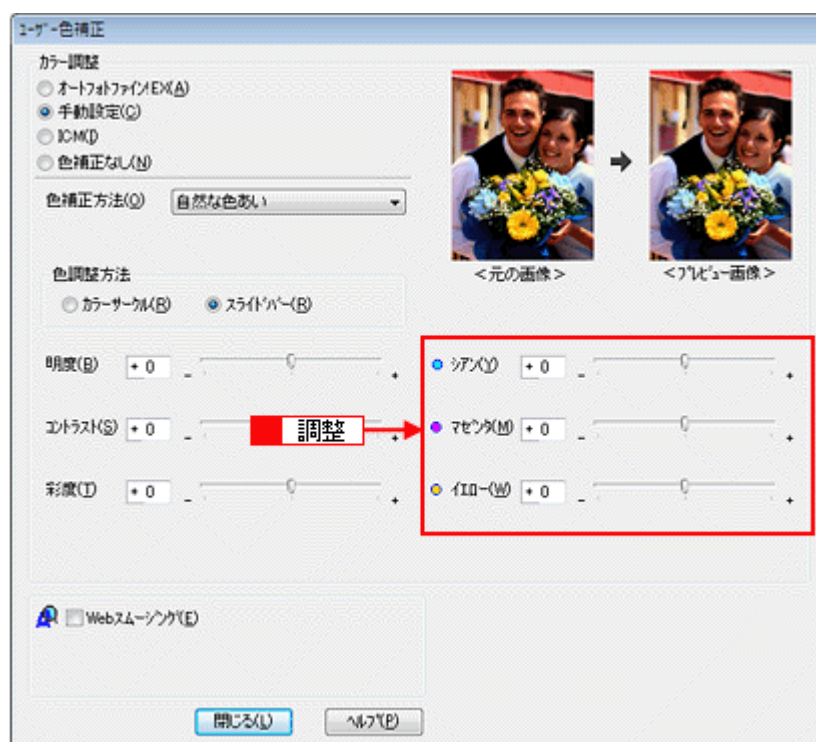 ﾕｰｻﾞｰ色補正
ｶﾗｰ調整
ｵｰﾄﾌｫﾄﾌｧｲﾝ!EX(A)
手動設定(C)
ICM(I)
色補正なし(N)
色補正方法(O) 自然な色あい
<元の画像> <ﾌﾟﾚﾋﾞｭｰ画像>
色調整方法
ｶﾗｰｻｰｸﾙ(R) ｽﾗｲﾄﾞﾊﾞｰ(R)
明度(B) + 0 - + ｼｱﾝ(Y) + 0 - +
ｺﾝﾄﾗｽﾄ(S) + 0 - 調整 + ﾏｾﾞﾝﾀ(M) + 0 - +
彩度(T) + 0 - + ｲｴﾛｰ(W) + 0 - +
Webｽﾑｰｼﾞﾝｸﾞ(E)
閉じる(L) ﾍﾙﾌﾟ(P)